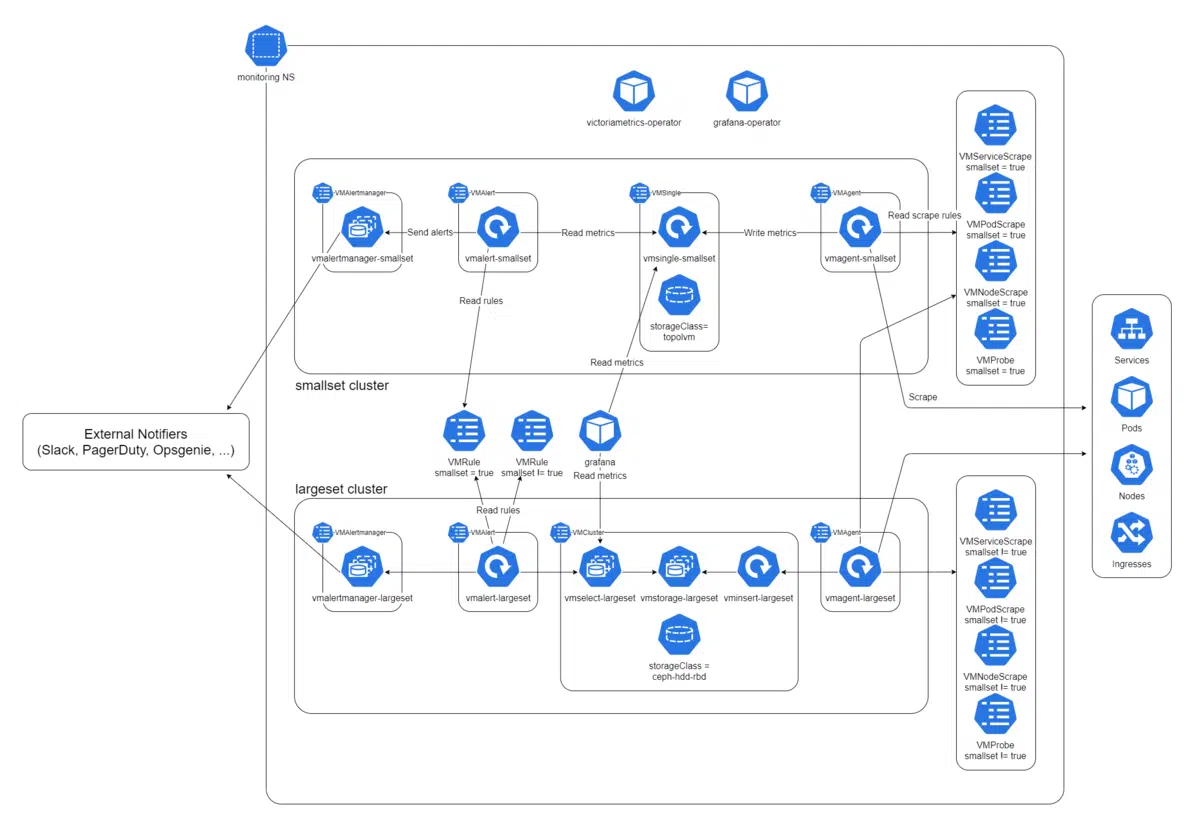 monitoring NS
victoriametrics-operator
grafana-operator
VMServiceScrape
smallset = true
VMPodScrape
smallset = true
VMNodeScrape
smallset = true
VMProbe
smallset = true
VMAlertmanager
vmalertmanager-smallset
Send alerts
VMAlert
vmalert-smallset
Read metrics
VMSingle
vmsingle-smallset
storageClass=
topolvm
Write metrics
VMAgent
vmagent-smallset
Read scrape rules
Read rules
Read metrics
smallset cluster
Scrape
Services
Pods
Nodes
Ingresses
External Notifiers
(Slack, PagerDuty, Opsgenie, ...)
VMRule
smallset = true
VMRule
smallset != true
grafana
Read metrics
largeset cluster
Read rules
VMAlertmanager
vmalertmanager-largeset
VMAlert
vmalert-largeset
VMCluster
vmselect-largeset
vmstorage-largeset
vminsert-largeset
storageClass =
ceph-hdd-rbd
VMAgent
vmagent-largeset
VMServiceScrape
smallset != true
VMPodScrape
smallset != true
VMNodeScrape
smallset != true
VMProbe
smallset != true